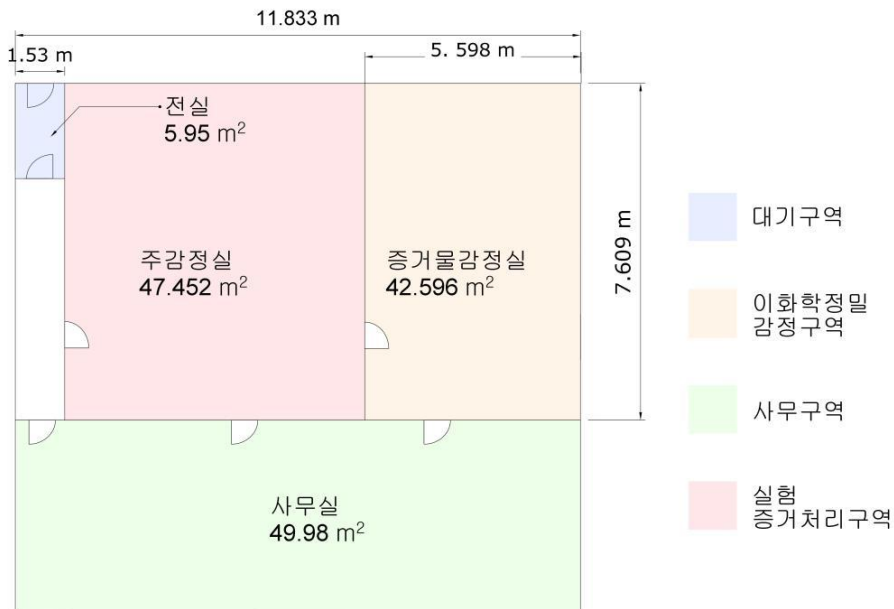 11.833 m
1.53 m
5. 598 m
전실
5.95 m²
7.609 m
주감정실
47.452 m²
증거물감정실
42.596 m²
사무실
49.98 m²
대기구역
이화학정밀
감정구역
사무구역
실험
증거처리구역